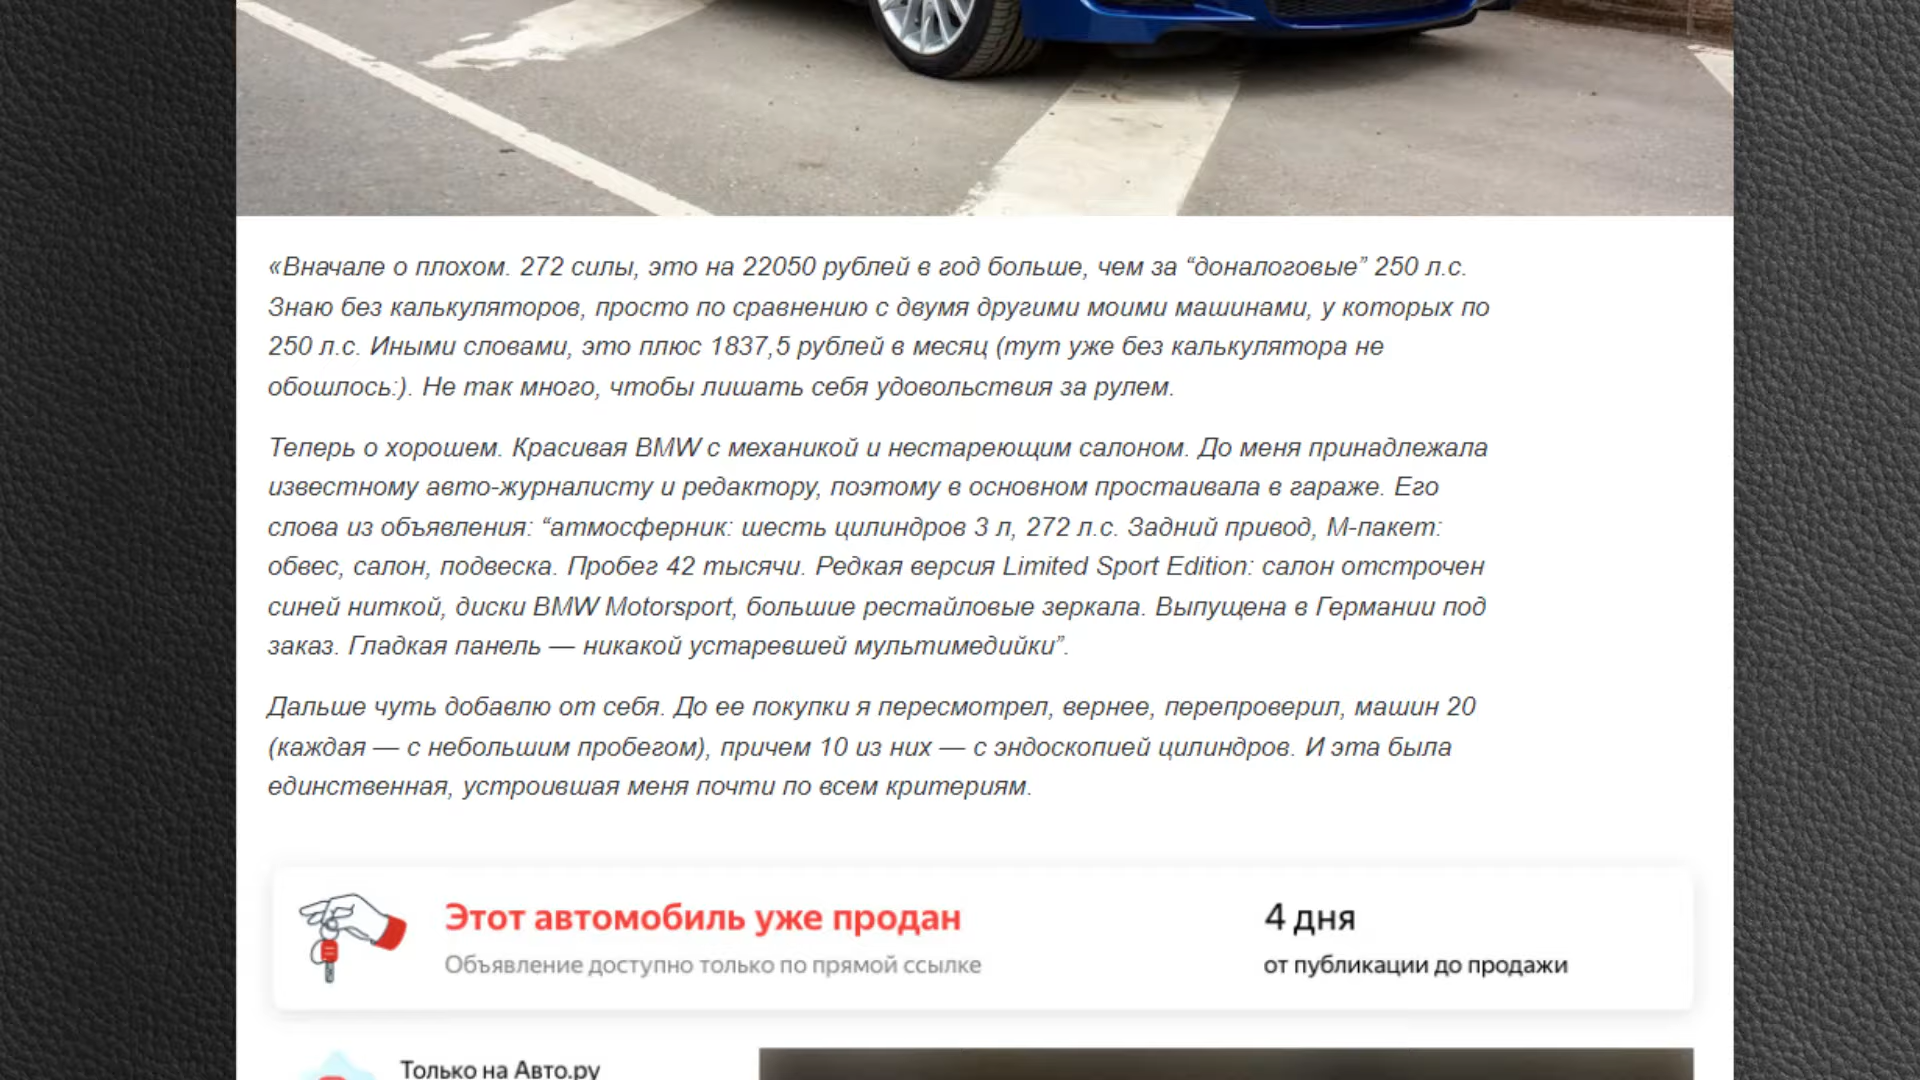 «Вначале о плохом. 272 силы, это на 22050 рублей в год больше, чем за “доналоговые” 250 л.с.
Знаю без калькуляторов, просто по сравнению с двумя другими моими машинами, у которых по
250 л.с. Иными словами, это плюс 1837,5 рублей в месяц (тут уже без калькулятора не
обошлось:). Не так много, чтобы лишать себя удовольствия за рулем.
Теперь о хорошем. Красивая BMW с механикой и нестареющим салоном. До меня принадлежала
известному авто-журналисту и редактору, поэтому в основном простаивала в гараже. Его
слова из объявления: “атмосферник: шесть цилиндров 3 л, 272 л.с. Задний привод, М-пакет:
обвес, салон, подвеска. Пробег 42 тысячи. Редкая версия Limited Sport Edition: салон отстрочен
синей ниткой, диски BMW Motorsport, большие рестайловые зеркала. Выпущена в Германии под
заказ. Гладкая панель — никакой устаревшей мультимедийки”.
Дальше чуть добавлю от себя. До ее покупки я пересмотрел, вернее, перепроверил, машин 20
(каждая — с небольшим пробегом), причем 10 из них — с эндоскопией цилиндров. И эта была
единственная, устроившая меня почти по всем критериям.
Этот автомобиль уже продан
Объявление доступно только по прямой ссылке
4 дня
от публикации до продажи
Только на Авто.ру